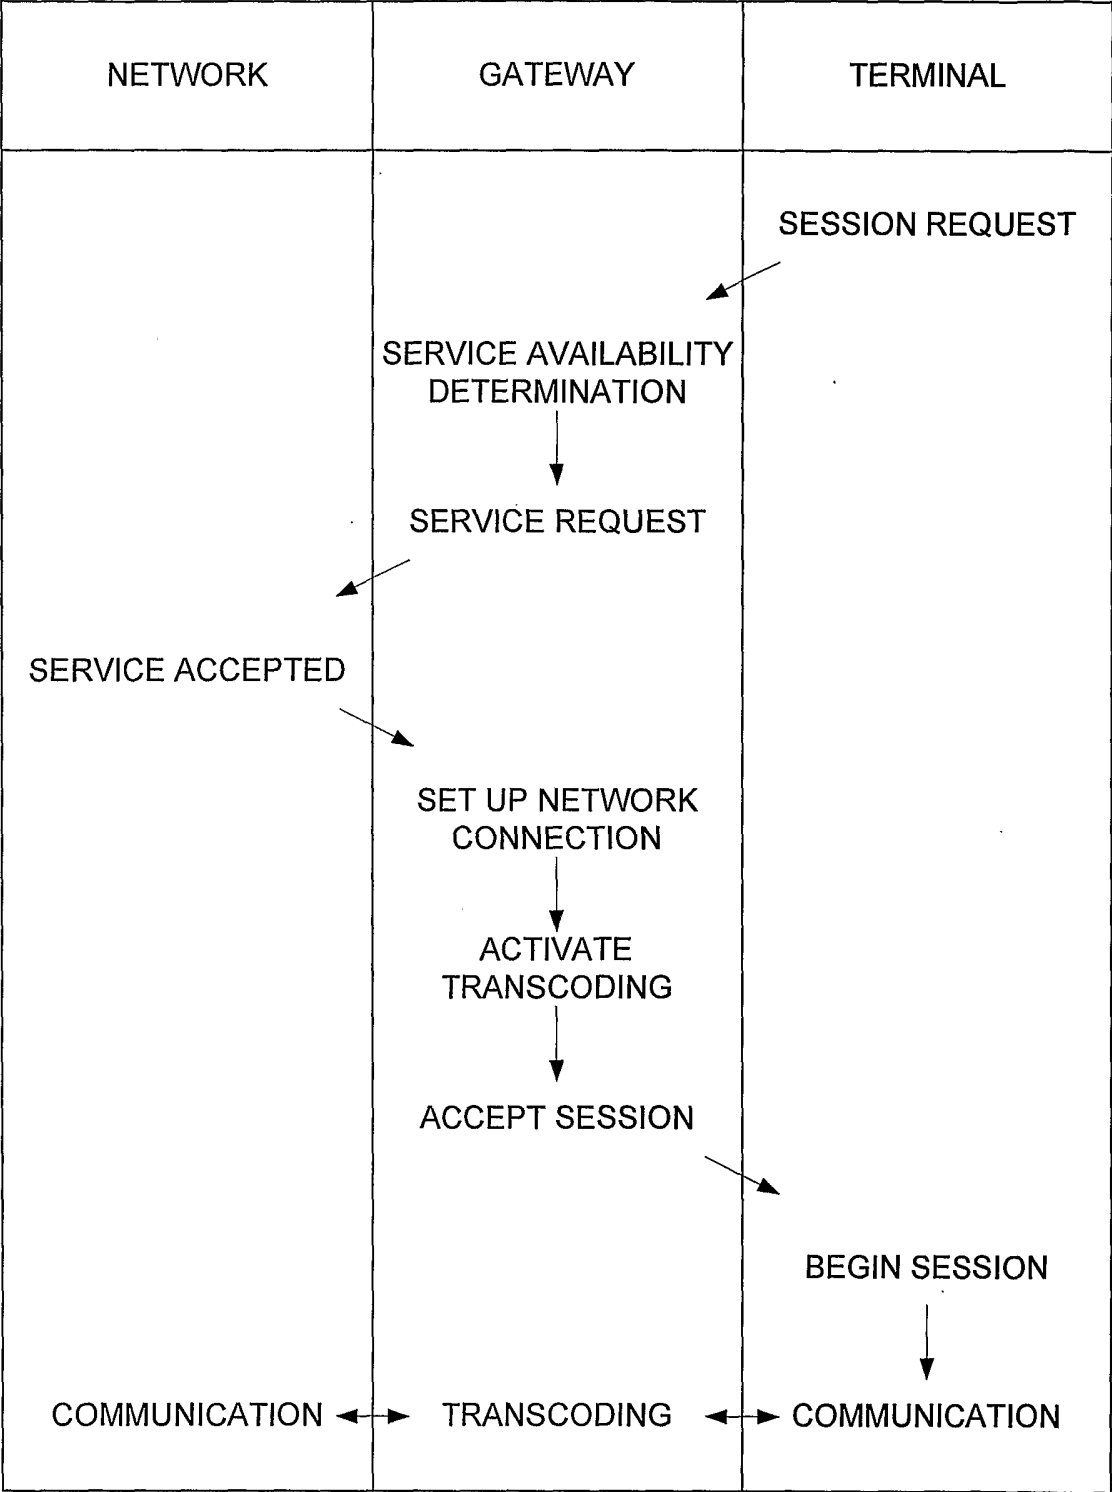 NETWORK
GATEWAY
TERMINAL
SESSION REQUEST
SERVICE AVAILABILITY
DETERMINATION
SERVICE REQUEST
SERVICE ACCEPTED
SET UP NETWORK
CONNECTION
ACTIVATE
TRANSCODING
ACCEPT SESSION
BEGIN SESSION
COMMUNICATION
TRANSCODING
COMMUNICATION